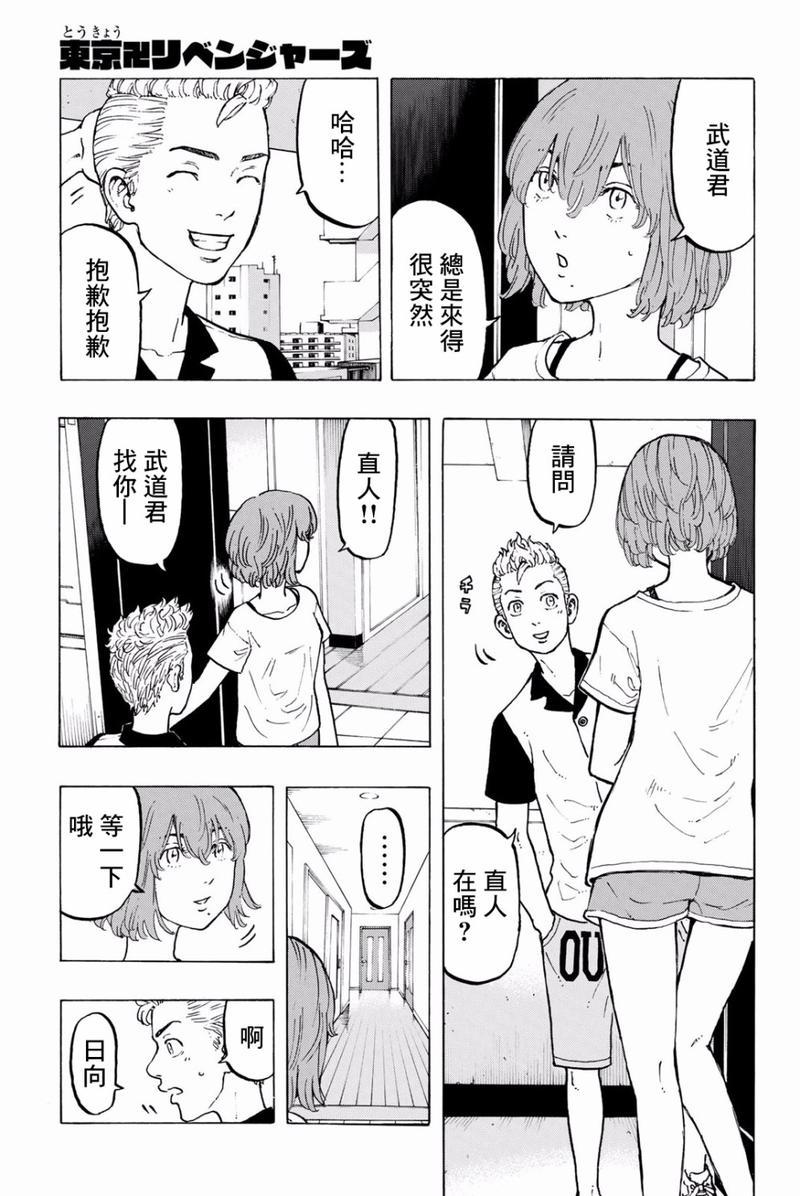 とうきょう
東京卍リベンジャーズ
武道君
總是來得
很突然
哈哈…
抱歉抱歉
請問
直人
在嗎?
チラ
直人!!
武道君
找你—
……
等一下
哦
啊
日向
OU